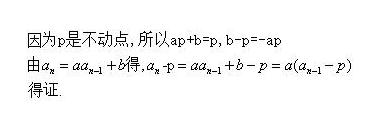 因为p是不动点,所以ap+b=p, b-p=-ap
由aₙ = aaₙ₋₁ + b得, aₙ -p = aaₙ₋₁ + b − p = a(aₙ₋₁ − p)
得证.